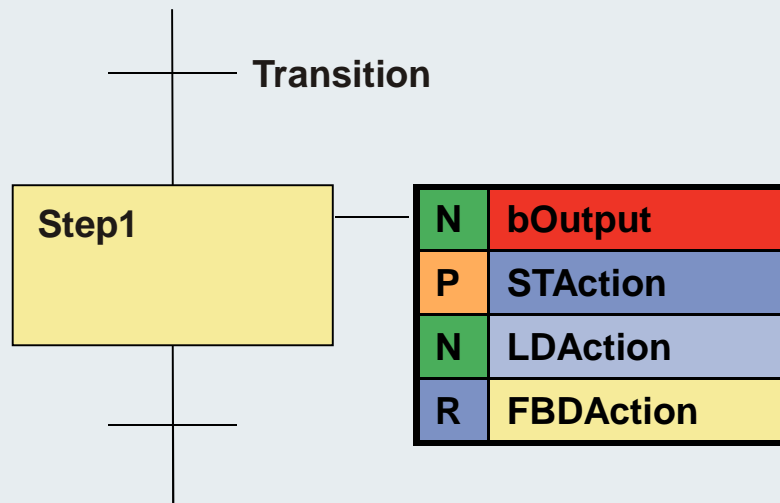 Transition
Step1
N bOutput
P STAction
N LDAction
R FBDAction